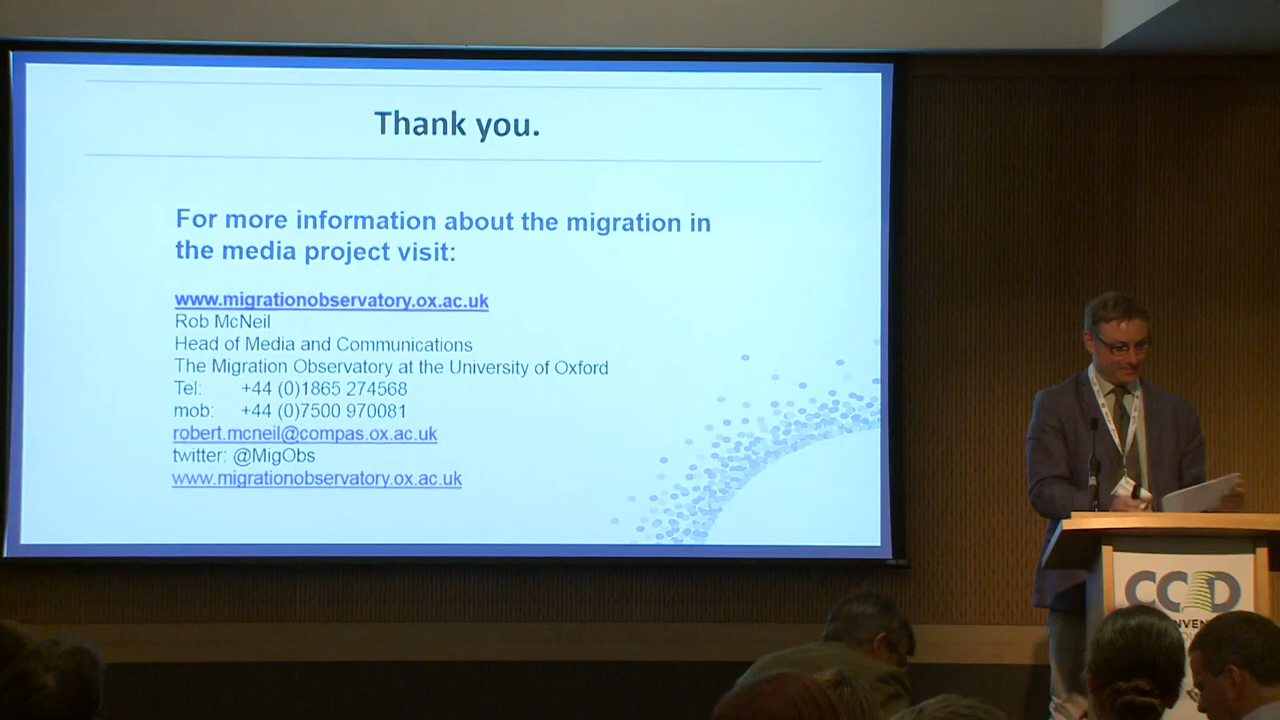 Thank you.
For more information about the migration in
the media project visit:
www.migrationobservatory.ox.ac.uk
Rob McNeil
Head of Media and Communications
The Migration Observatory at the University of Oxford
Tel: +44 (0)1865 274568
mob: +44 (0)7500 970081
robert.mcneil@compas.ox.ac.uk
twitter: @MigObs
www.migrationobservatory.ox.ac.uk
CCD